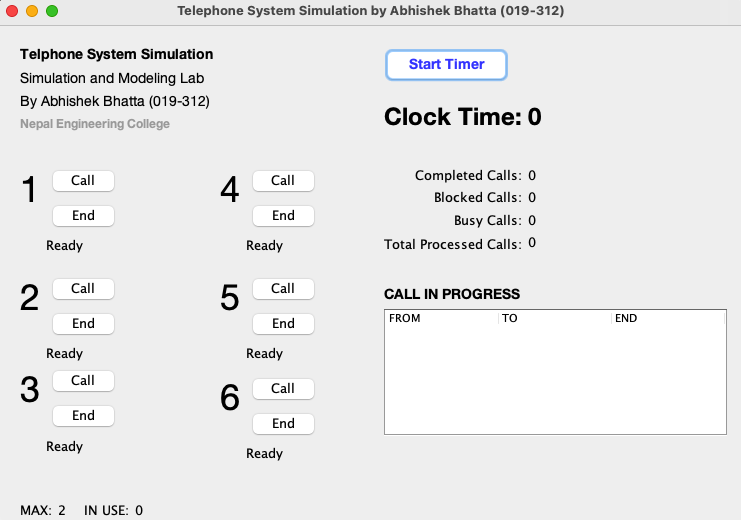 Telephone System Simulation by Abhishek Bhatta (019-312)
Telphone System Simulation
Simulation and Modeling Lab
By Abhishek Bhatta (019-312)
Nepal Engineering College
Start Timer
Clock Time: 0
Completed Calls: 0
Blocked Calls: 0
Busy Calls: 0
Total Processed Calls: 0
1
Call
End
Ready
4
Call
End
Ready
2
Call
End
Ready
5
Call
End
Ready
3
Call
End
Ready
6
Call
End
Ready
CALL IN PROGRESS
FROM TO END
MAX: 2 IN USE: 0